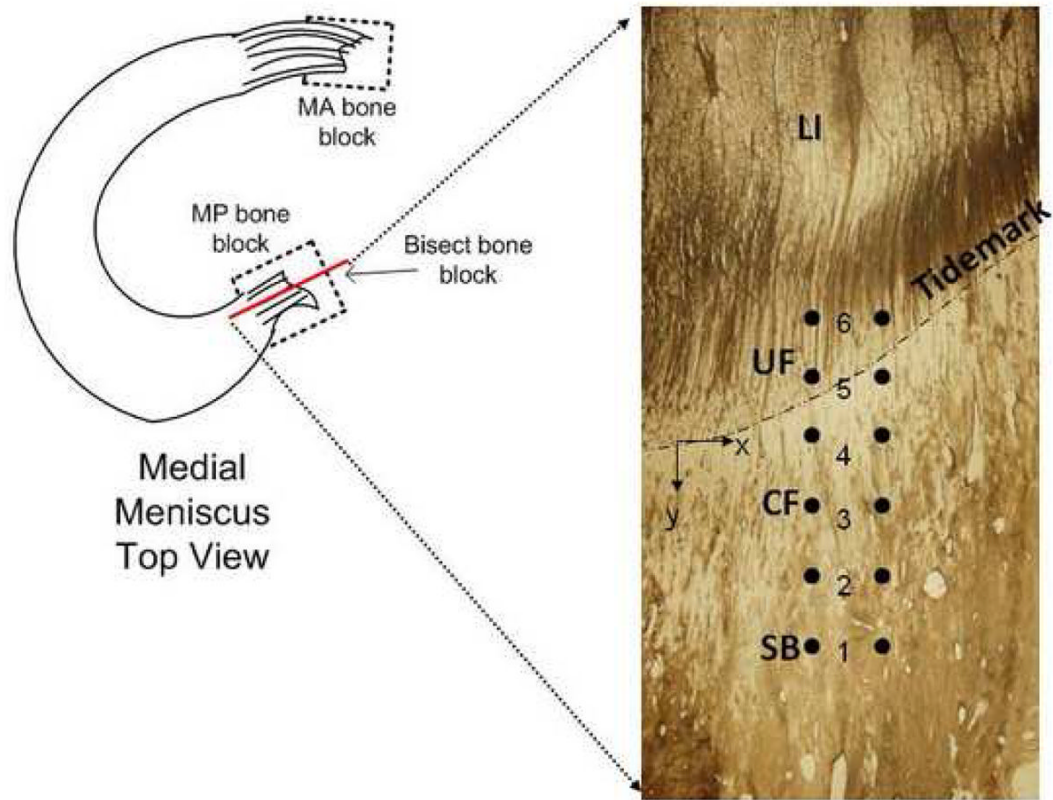 MA bone
block
MP bone
block
Bisect bone
block
Medial
Meniscus
Top View
LI
Tidemark
6
UF
5
x
4
y
CF
3
2
SB
1